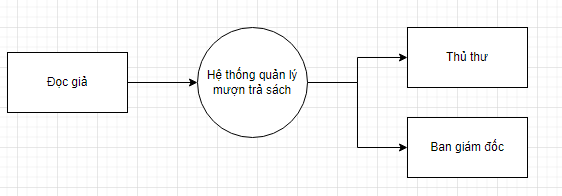 Đọc giả
Hệ thống quản lý
mượn trả sách
Thủ thư
Ban giám đốc